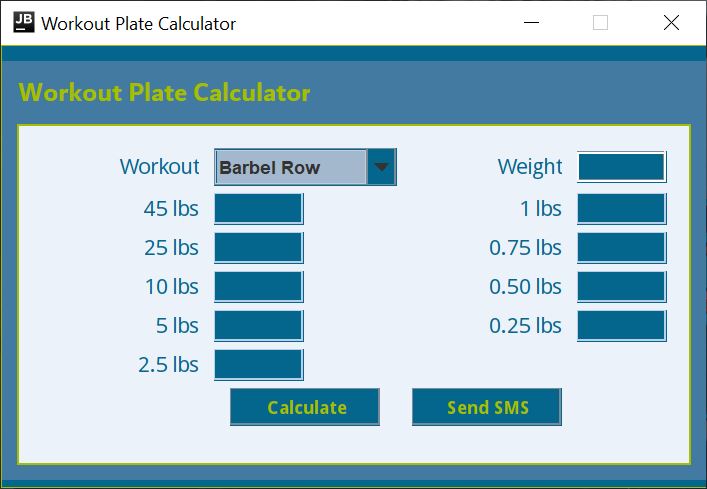 JB Workout Plate Calculator
Workout Plate Calculator
Workout Barbel Row Weight
45 lbs 1 lbs
25 lbs 0.75 lbs
10 lbs 0.50 lbs
5 lbs 0.25 lbs
2.5 lbs
Calculate Send SMS